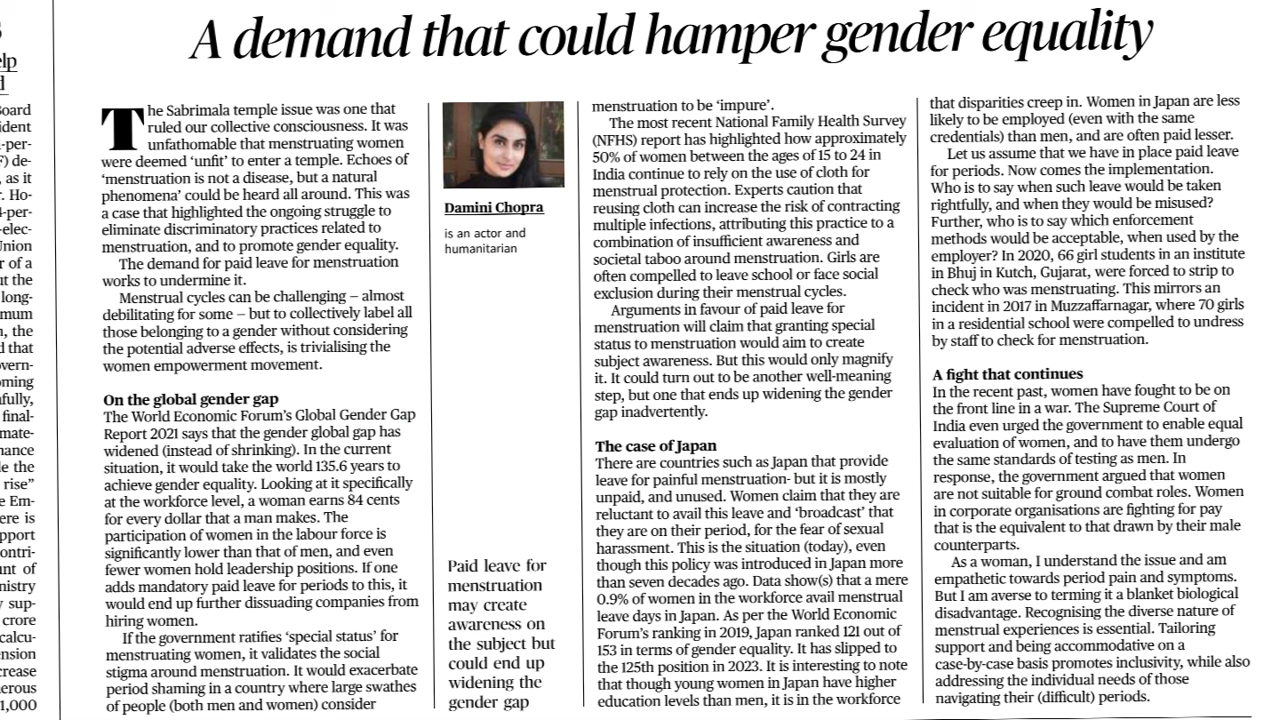 A demand that could hamper gender equality
The Sabrimala temple issue was one that
ruled our collective consciousness. It was
unfathomable that menstruating women
were deemed ‘unfit’ to enter a temple. Echoes of
‘menstruation is not a disease, but a natural
phenomena’ could be heard all around. This was
a case that highlighted the ongoing struggle to
eliminate discriminatory practices related to
menstruation, and to promote gender equality.
The demand for paid leave for menstruation
works to undermine it.
Menstrual cycles can be challenging – almost
debilitating for some – but to collectively label all
those belonging to a gender without considering
the potential adverse effects, is trivialising the
women empowerment movement.
On the global gender gap
The World Economic Forum’s Global Gender Gap
Report 2021 says that the gender global gap has
widened (instead of shrinking). In the current
situation, it would take the world 135.6 years to
achieve gender equality. Looking at it specifically
at the workforce level, a woman earns 84 cents
for every dollar that a man makes. The
participation of women in the labour force is
significantly lower than that of men, and even
fewer women hold leadership positions. If one
adds mandatory paid leave for periods to this, it
would end up further dissuading companies from
hiring women.
If the government ratifies ‘special status’ for
menstruating women, it validates the social
stigma around menstruation. It would exacerbate
period shaming in a country where large swathes
of people (both men and women) consider
Damini Chopra
is an actor and
humanitarian
Paid leave for
menstruation
may create
awareness on
the subject but
could end up
widening the
gender gap
menstruation to be ‘impure’.
The most recent National Family Health Survey
(NFHS) report has highlighted how approximately
50% of women between the ages of 15 to 24 in
India continue to rely on the use of cloth for
menstrual protection. Experts caution that
reusing cloth can increase the risk of contracting
multiple infections, attributing this practice to a
combination of insufficient awareness and
societal taboo around menstruation. Girls are
often compelled to leave school or face social
exclusion during their menstrual cycles.
Arguments in favour of paid leave for
menstruation will claim that granting special
status to menstruation would aim to create
subject awareness. But this would only magnify
it. It could turn out to be another well-meaning
step, but one that ends up widening the gender
gap inadvertently.
The case of Japan
There are countries such as Japan that provide
leave for painful menstruation- but it is mostly
unpaid, and unused. Women claim that they are
reluctant to avail this leave and ‘broadcast’ that
they are on their period, for the fear of sexual
harassment. This is the situation (today), even
though this policy was introduced in Japan more
than seven decades ago. Data show(s) that a mere
0.9% of women in the workforce avail menstrual
leave days in Japan. As per the World Economic
Forum’s ranking in 2019, Japan ranked 121 out of
153 in terms of gender equality. It has slipped to
the 125th position in 2023. It is interesting to note
that though young women in Japan have higher
education levels than men, it is in the workforce
that disparities creep in. Women in Japan are less
likely to be employed (even with the same
credentials) than men, and are often paid lesser.
Let us assume that we have in place paid leave
for periods. Now comes the implementation.
Who is to say when such leave would be taken
rightfully, and when they would be misused?
Further, who is to say which enforcement
methods would be acceptable, when used by the
employer? In 2020, 66 girl students in an institute
in Bhuj in Kutch, Gujarat, were forced to strip to
check who was menstruating. This mirrors an
incident in 2017 in Muzzaffarnagar, where 70 girls
in a residential school were compelled to undress
by staff to check for menstruation.
A fight that continues
In the recent past, women have fought to be on
the front line in a war. The Supreme Court of
India even urged the government to enable equal
evaluation of women, and to have them undergo
the same standards of testing as men. In
response, the government argued that women
are not suitable for ground combat roles. Women
in corporate organisations are fighting for pay
that is the equivalent to that drawn by their male
counterparts.
As a woman, I understand the issue and am
empathetic towards period pain and symptoms.
But I am averse to terming it a blanket biological
disadvantage. Recognising the diverse nature of
menstrual experiences is essential. Tailoring
support and being accommodative on a
case-by-case basis promotes inclusivity, while also
addressing the individual needs of those
navigating their (difficult) periods.